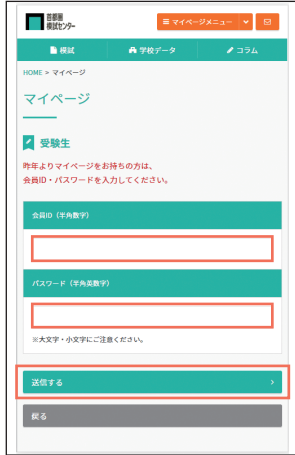 首都圏
模試センター
マイページメニュー
模試
学校データ
コラム
HOME > マイページ
マイページ
受験生
昨年よりマイページをお持ちの方は、
会員ID・パスワードを入力してください。
会員ID（半角数字）
パスワード（半角英数字）
※大文字・小文字にご注意ください。
送信する
戻る